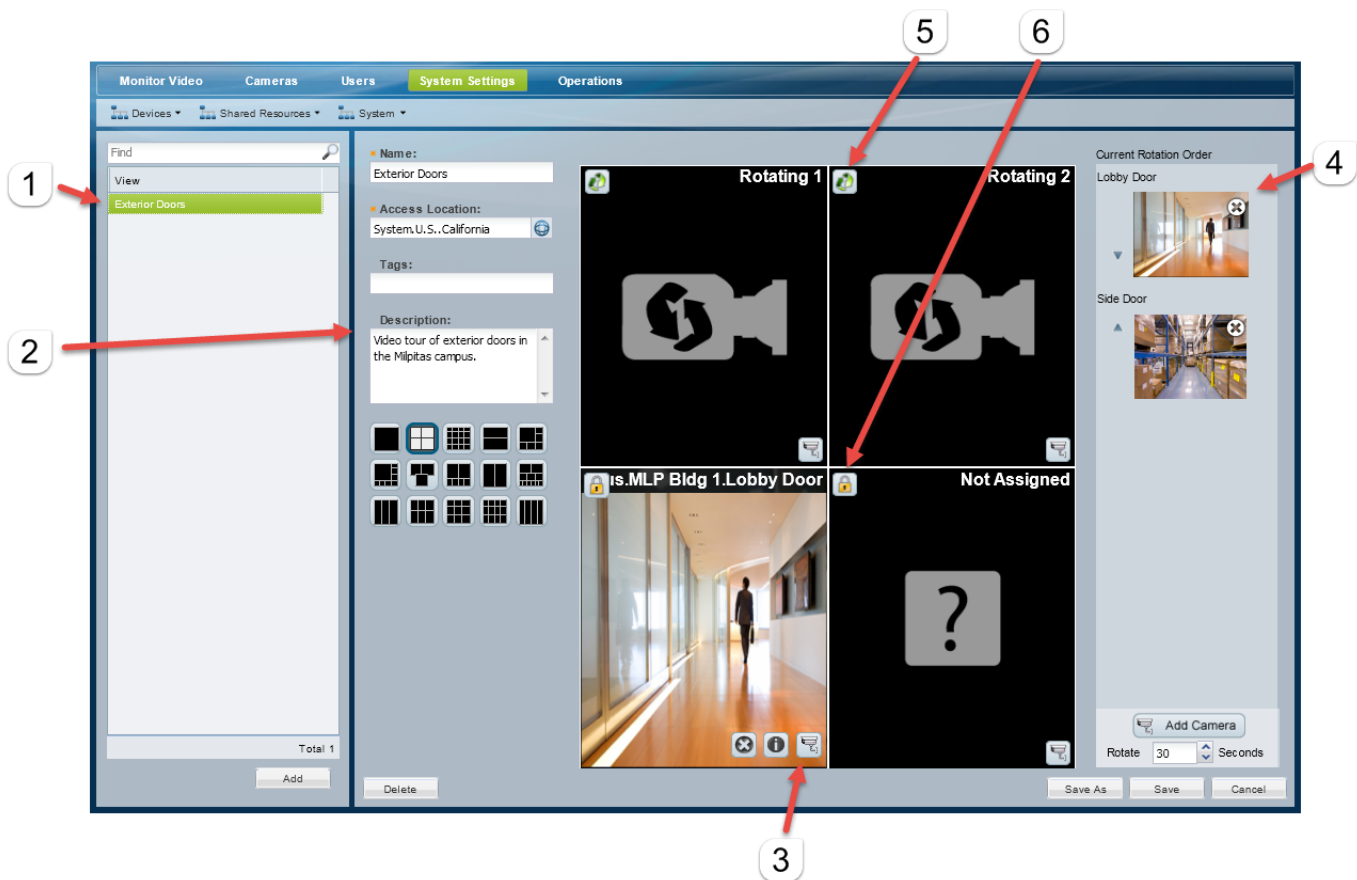 5
6
Monitor Video Cameras Users System Settings Operations
Devices Shared Resources System
1
Find
View
Exterior Doors
Total 1
Add
2
Name:
Exterior Doors
Access Location:
System.U.S..California
Tags:
Description:
Video tour of exterior doors in
the Milpitas campus.
Delete
Rotating 1
Rotating 2
us.MLP Bldg 1.Lobby Door
Not Assigned
?
3
Current Rotation Order
Lobby Door
4
Side Door
Add Camera
Rotate 30 Seconds
Save As Save Cancel